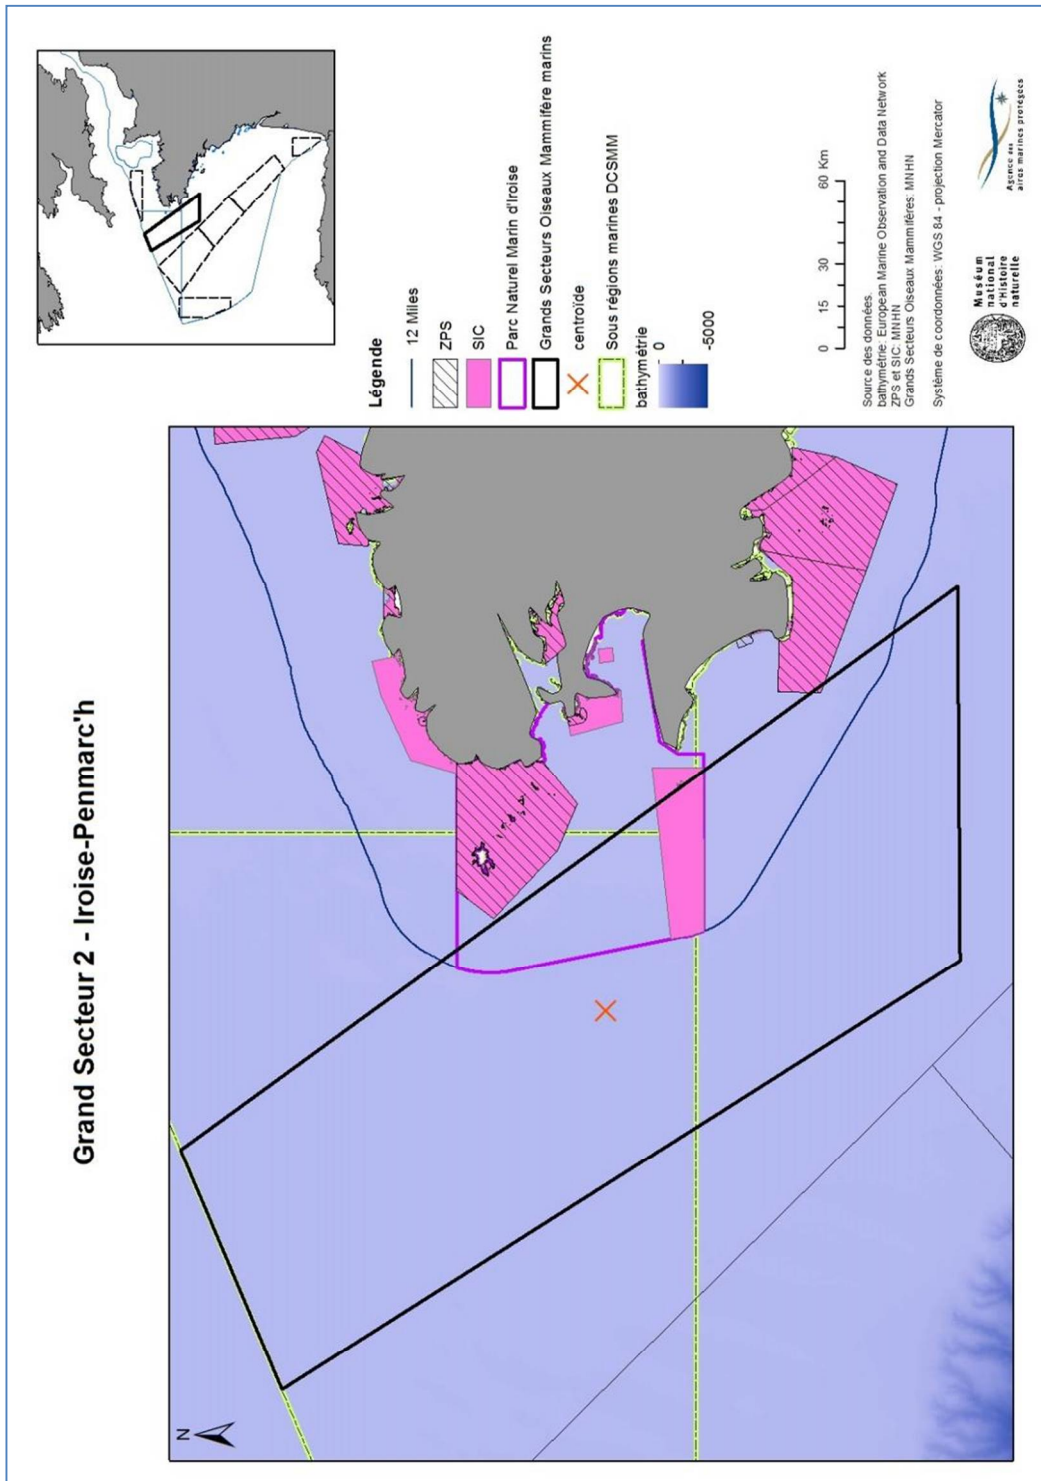 Grand Secteur 2 - Iroise-Penmarc'h
N
Légende
12 Miles
ZPS
SIC
Parc Naturel Marin d'Iroise
Grands Secteurs Oiseaux Mammifère marins
centroïde
Sous régions marines DCSMM
bathymétrie
0
-5000
0 15 30 60 Km
Source des données:
bathymétrie: European Marine Observation and Data Network
ZPS et SIC: MNHN
Grands Secteurs Oiseaux Mammifères: MNHN
Système de coordonnées: WGS 84 - projection Mercator
Muséum
national
d'Histoire
naturelle
Agence des
aires marines protégées